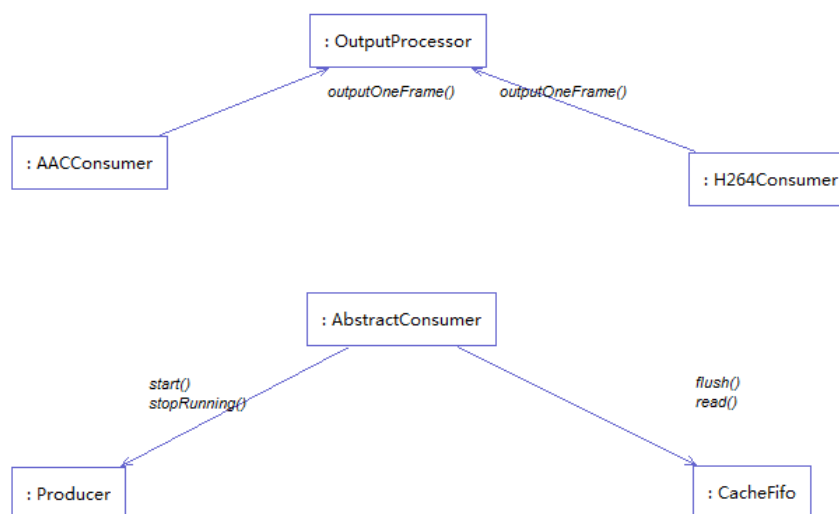 : OutputProcessor
outputOneFrame()
outputOneFrame()
: AACConsumer
: H264Consumer
: AbstractConsumer
start()
stopRunning()
flush()
read()
: Producer
: CacheFifo